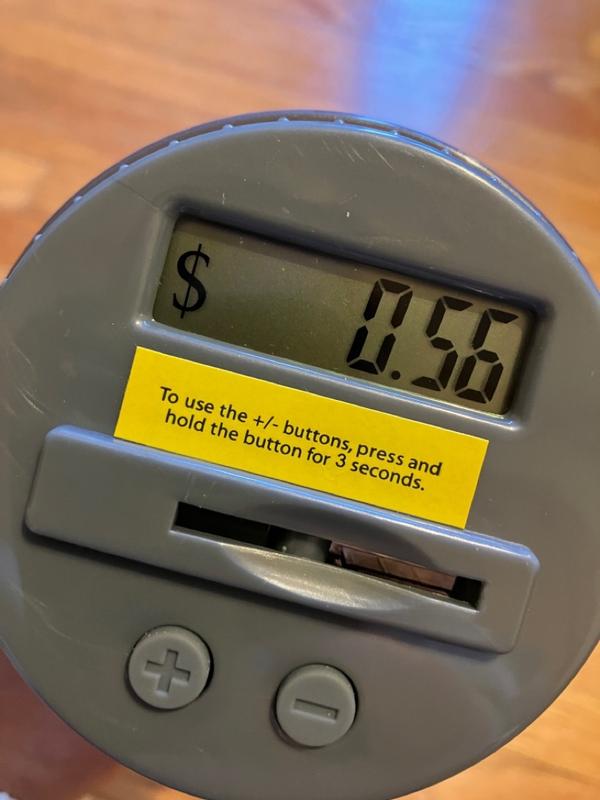 $ 0.56
To use the +/- buttons, press and
hold the button for 3 seconds.
+ -